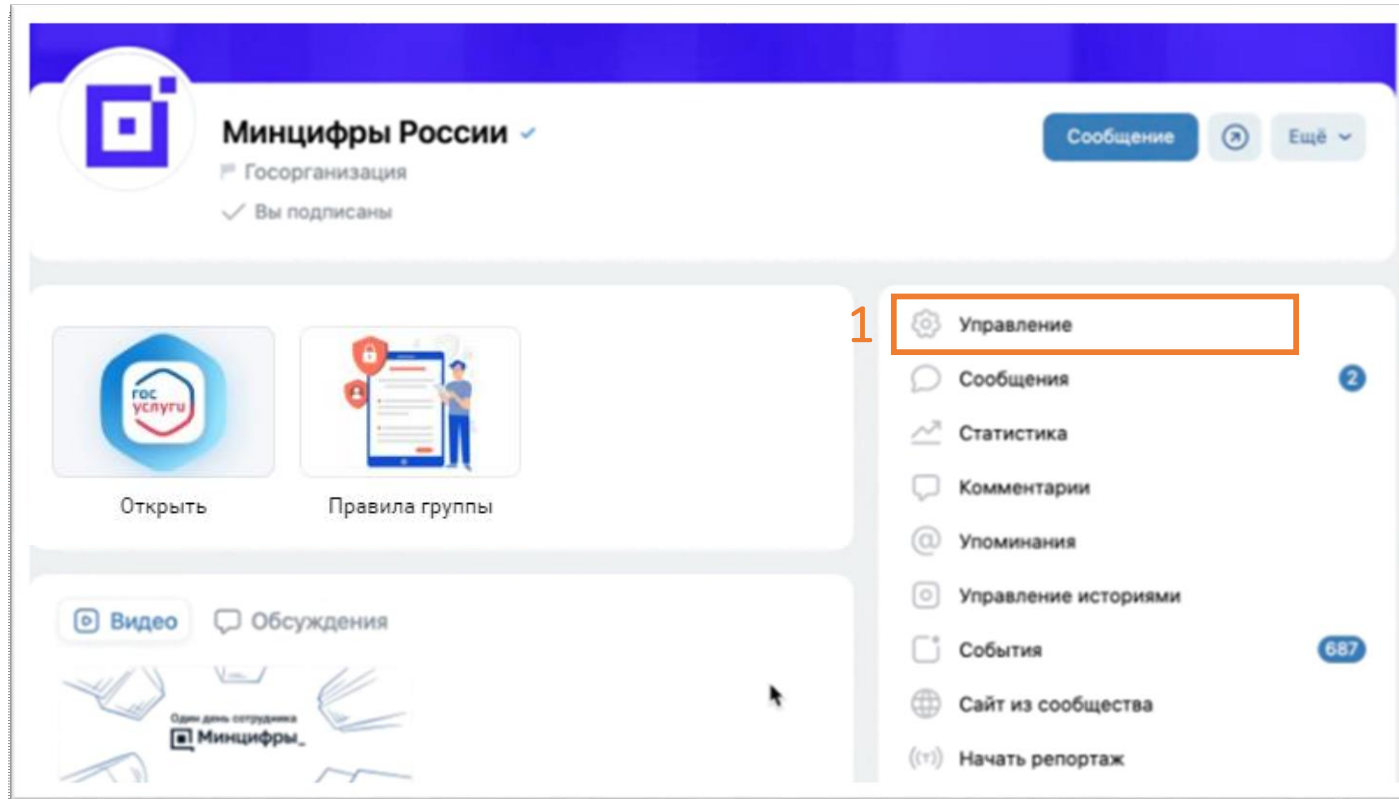 Минцифры России
Сообщение
Ещё
Госорганизация
Вы подписаны
1
Управление
Сообщения 2
Статистика
Комментарии
Упоминания
Управление историями
События 687
Сайт из сообщества
Начать репортаж
гос
услуги
Открыть
Правила группы
Видео
Обсуждения
Один день сотрудника
Минцифры_